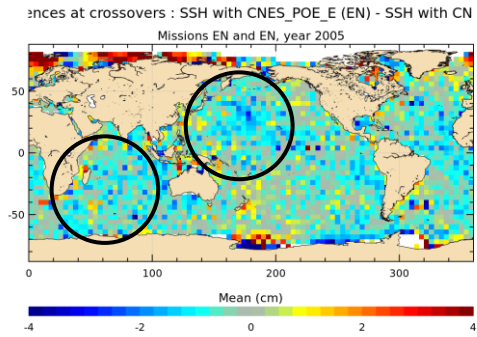 ences at crossovers : SSH with CNES_POE_E (EN) - SSH with CN
Missions EN and EN, year 2005
50
0
-50
0 100 200 300
Mean (cm)
-4 -2 0 2 4